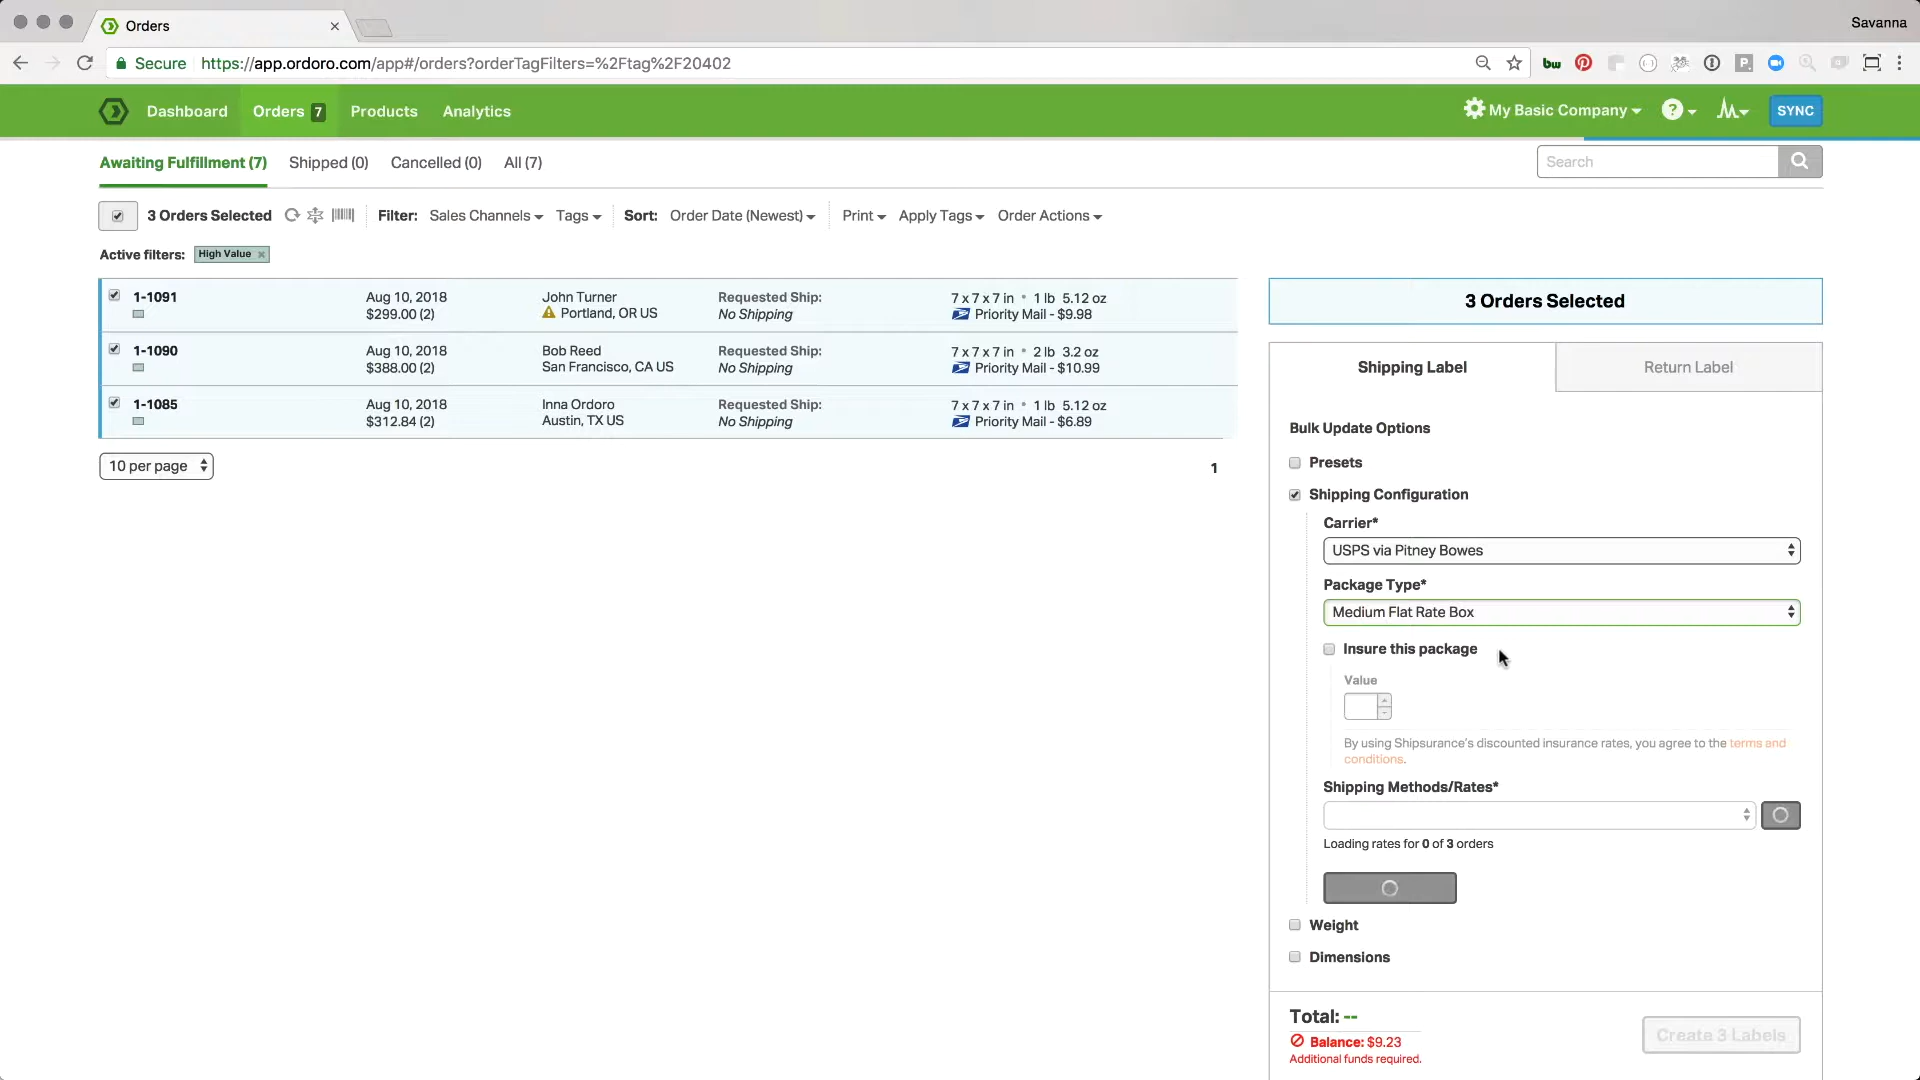 Orders
Savanna
Secure https://app.ordoro.com/app#/orders?orderTagFilters=%2Ftag%2F20402
bw
P.
Dashboard Orders 7 Products Analytics
My Basic Company ? SYNC
Awaiting Fulfillment (7) Shipped (0) Cancelled (0) All (7)
Search
3 Orders Selected Filter: Sales Channels Tags Sort: Order Date (Newest) Print Apply Tags Order Actions
Active filters: High Value ×
1-1091 Aug 10, 2018 John Turner Requested Ship: 7 x 7 x 7 in • 1 lb 5.12 oz
$299.00 (2) Portland, OR US No Shipping Priority Mail - $9.98
1-1090 Aug 10, 2018 Bob Reed Requested Ship: 7 x 7 x 7 in • 2 lb 3.2 oz
$388.00 (2) San Francisco, CA US No Shipping Priority Mail - $10.99
1-1085 Aug 10, 2018 Inna Ordoro Requested Ship: 7 x 7 x 7 in • 1 lb 5.12 oz
$312.84 (2) Austin, TX US No Shipping Priority Mail - $6.89
10 per page 1
3 Orders Selected
Shipping Label Return Label
Bulk Update Options
Presets
Shipping Configuration
Carrier*
USPS via Pitney Bowes
Package Type*
Medium Flat Rate Box
Insure this package
Value
By using Shipsurance's discounted insurance rates, you agree to the terms and
conditions.
Shipping Methods/Rates*
Loading rates for 0 of 3 orders
Weight
Dimensions
Total: --
Balance: $9.23
Additional funds required.
Create 3 Labels